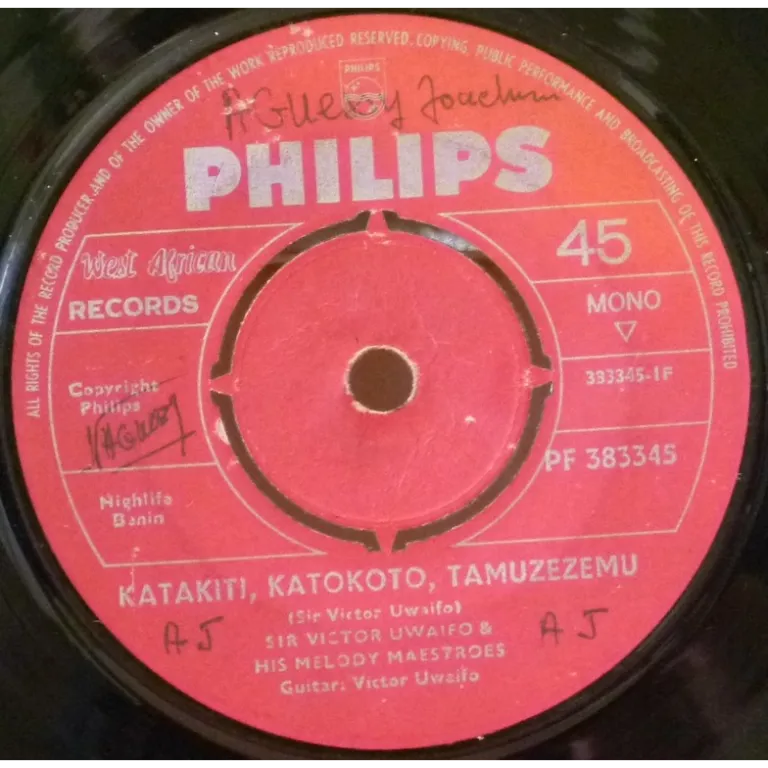 ALL RIGHTS OF THE RECORD PRODUCER AND OF THE OWNER OF THE WORK REPRODUCED RESERVED. COPYING, PUBLIC PERFORMANCE AND BROADCASTING OF THIS RECORD PROHIBITED
PHILIPS
Joachim
PHILIPS
West African
RECORDS
45
MONO
Copyright
Philips
383345-1F
PF 383345
Highlife
Benin
KATAKITI, KATOKOTO, TAMUZEZEMU
(Sir Victor Uwaifo)
AJ
SIR VICTOR UWAIFO &
AJ
HIS MELODY MAESTROES
Guitar: Victor Uwaifo